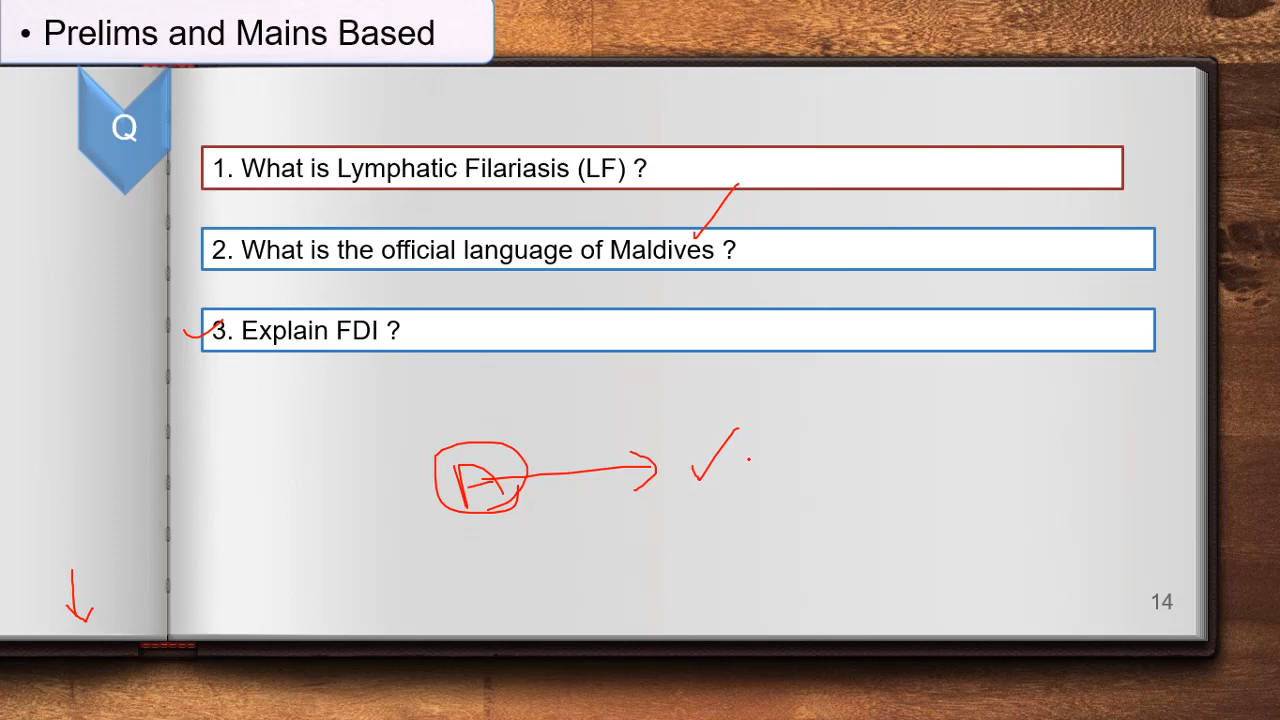 • Prelims and Mains Based
Q
1. What is Lymphatic Filariasis (LF) ?
2. What is the official language of Maldives ?
3. Explain FDI ?
A
14